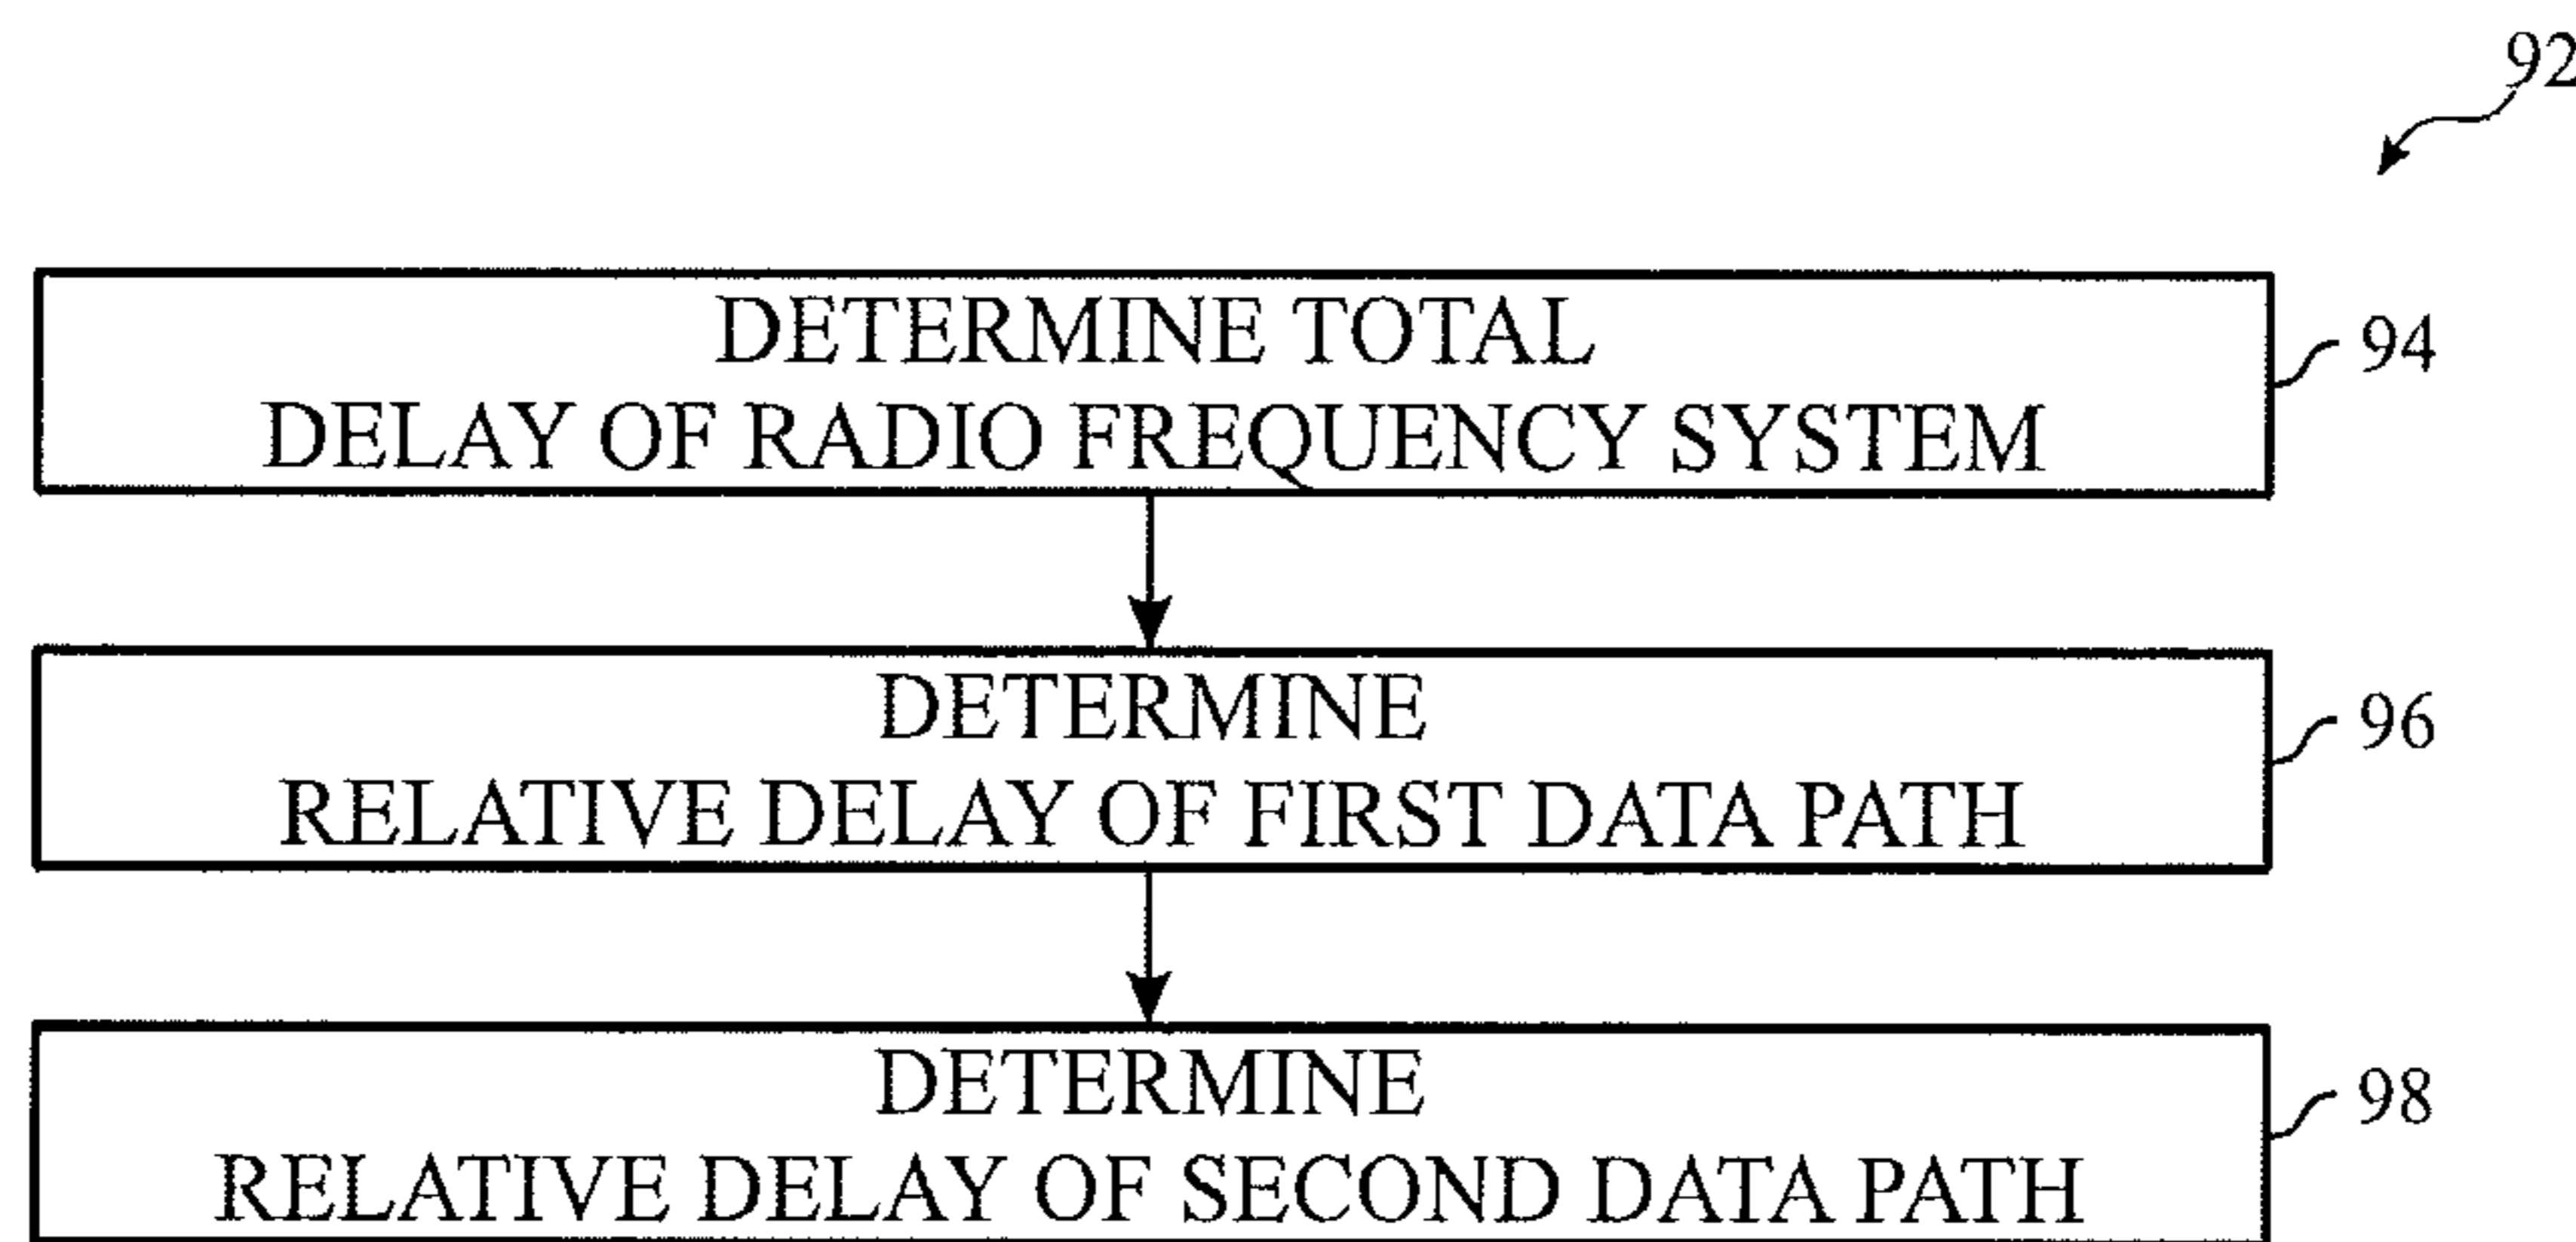 92
DETERMINE TOTAL
DELAY OF RADIO FREQUENCY SYSTEM
94
DETERMINE
RELATIVE DELAY OF FIRST DATA PATH
96
DETERMINE
RELATIVE DELAY OF SECOND DATA PATH
98